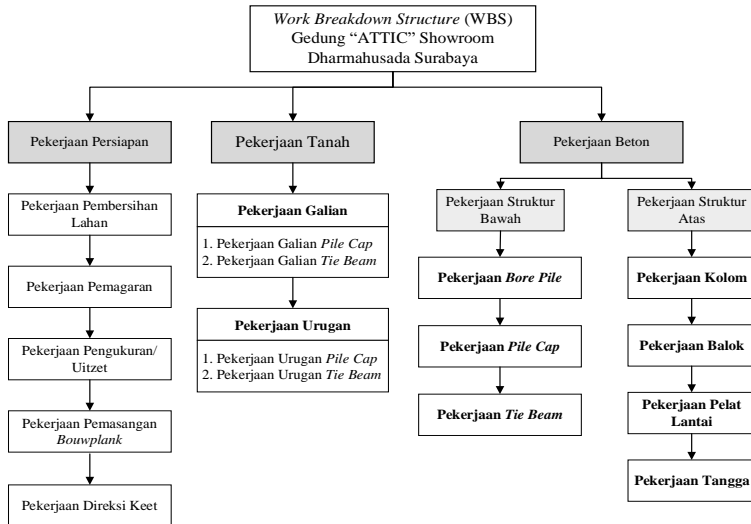 Work Breakdown Structure (WBS)
Gedung “ATTIC” Showroom
Dharmahusada Surabaya
Pekerjaan Persiapan
Pekerjaan Pembersihan
Lahan
Pekerjaan Pemagaran
Pekerjaan Pengukuran/
Uitzet
Pekerjaan Pemasangan
Bouwplank
Pekerjaan Direksi Keet
Pekerjaan Tanah
Pekerjaan Galian
1. Pekerjaan Galian Pile Cap
2. Pekerjaan Galian Tie Beam
Pekerjaan Urugan
1. Pekerjaan Urugan Pile Cap
2. Pekerjaan Urugan Tie Beam
Pekerjaan Beton
Pekerjaan Struktur
Bawah
Pekerjaan Bore Pile
Pekerjaan Pile Cap
Pekerjaan Tie Beam
Pekerjaan Struktur
Atas
Pekerjaan Kolom
Pekerjaan Balok
Pekerjaan Pelat
Lantai
Pekerjaan Tangga